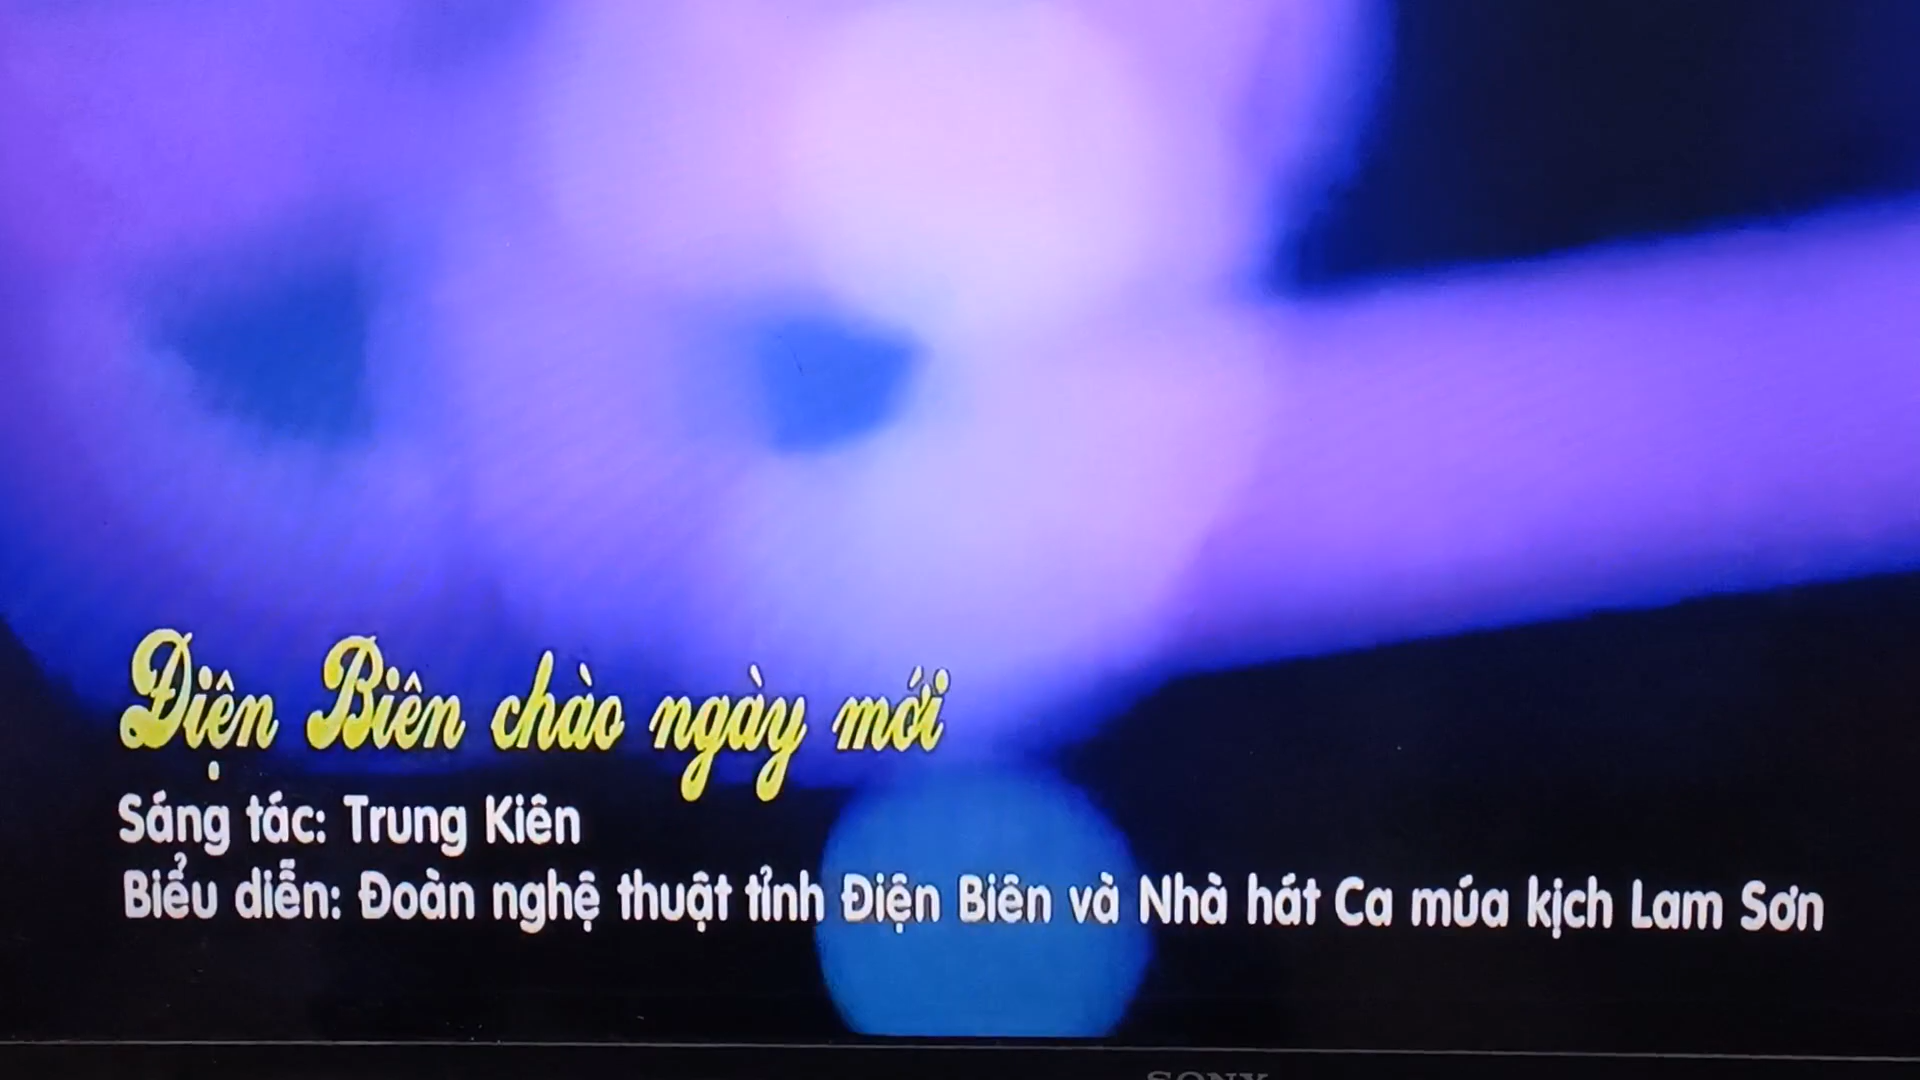 Điện Biên chào ngày mới
Sáng tác: Trung Kiên
Biểu diễn: Đoàn nghệ thuật tỉnh Điện Biên và Nhà hát Ca múa kịch Lam Sơn
SONY